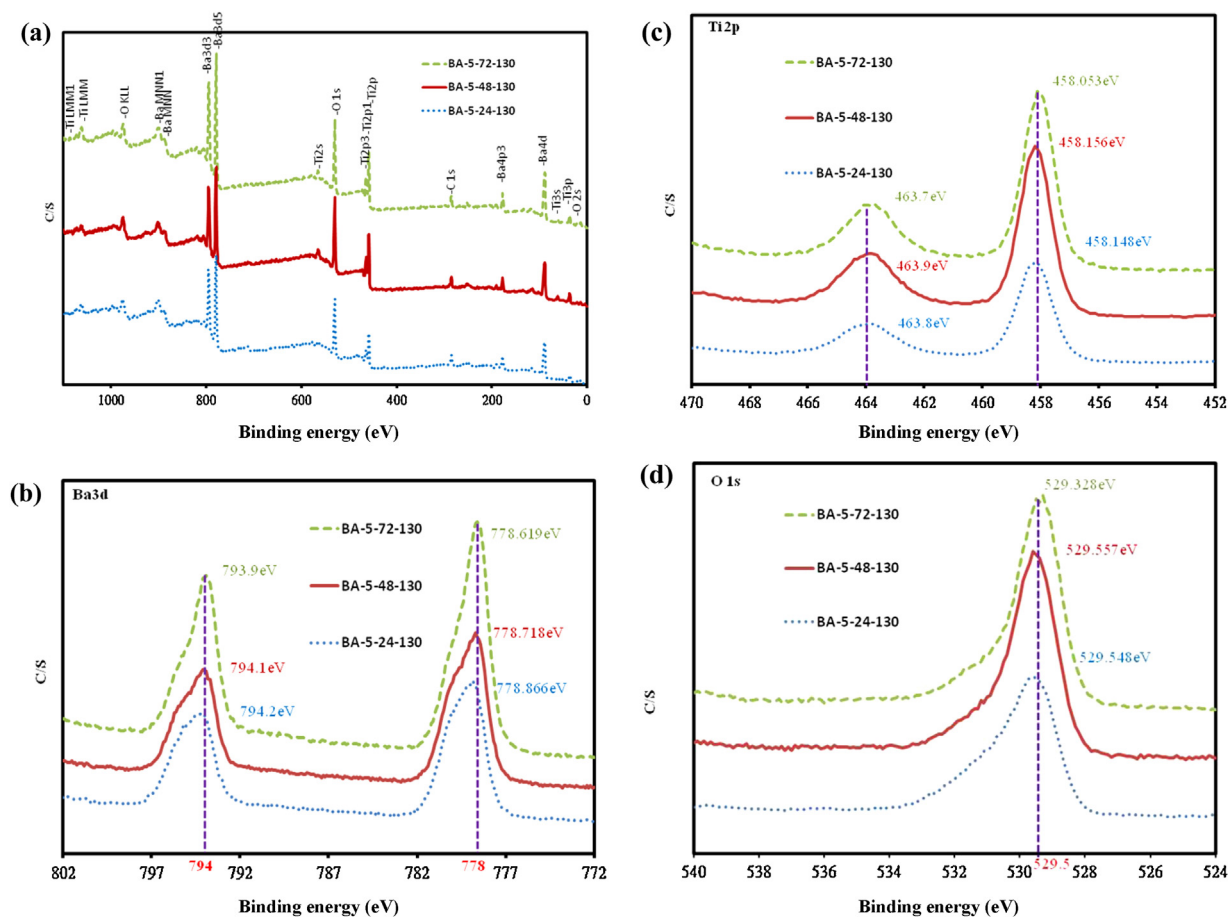 (a)
-Ti LMM1
-Ti LMM
-O KLL
-Ba MNN1
-Ba MNN
-Ba3d3
-Ba3d5
-Ti2s
-O 1s
-Ti2p3
-Ti2p1
-Ti2p
-C 1s
-Ba4p3
-Ba4d
-Ti3s
-Ti3p
-O 2s
BA-5-72-130
BA-5-48-130
BA-5-24-130
C/S
1000 800 600 400 200 0
Binding energy (eV)
(c)
Ti2p
BA-5-72-130
BA-5-48-130
BA-5-24-130
458.053eV
458.156eV
458.148eV
463.7eV
463.9eV
463.8eV
C/S
470 468 466 464 462 460 458 456 454 452
Binding energy (eV)
(b)
Ba3d
BA-5-72-130
BA-5-48-130
BA-5-24-130
793.9eV
794.1eV
794.2eV
778.619eV
778.718eV
778.866eV
C/S
794 778
802 797 792 787 782 777 772
Binding energy (eV)
(d)
O 1s
BA-5-72-130
BA-5-48-130
BA-5-24-130
529.328eV
529.557eV
529.548eV
C/S
529.5
540 538 536 534 532 530 528 526 524
Binding energy (eV)